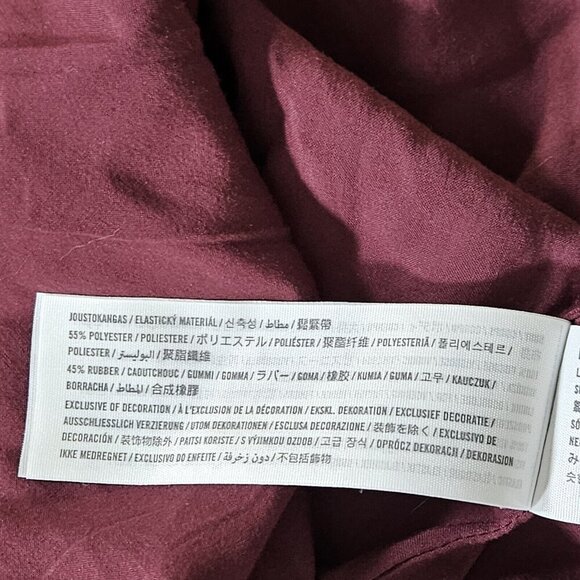 JOUSTOKANGAS / ELASTICKÝ MATERIÁL / 신축성 / مطاط / 鬆緊帶
55% POLYESTER / POLIESTERE / ポリエステル / POLIÉSTER / 聚酯纤维 / POLYESTERIÄ / 폴리에스테르 /
POLIESTER / البوليستر / 聚脂纖維
45% RUBBER / CAOUTCHOUC / GUMMI / GOMMA / ラバー / GOMA / 橡胶 / KUMIA / GUMA / 고무 / KAUCZUK /
BORRACHA / المطاط / 合成橡膠
EXCLUSIVE OF DECORATION / À L'EXCLUSION DE LA DÉCORATION / EKSKL. DEKORATION / EXCLUSIEF DECORATIE /
AUSSCHLIESSLICH VERZIERUNG / UTOM DEKORATIONEN / ESCLUSA DECORAZIONE / 装飾を除く / EXCLUSIVO DE
DECORACIÓN / 装饰物除外 / PAITSI KORISTE / S VÝJIMKOU OZDOB / 고급 장식 / OPRÓCZ DEKORACJI / DEKORASJON
IKKE MEDREGNET / EXCLUSIVO DO ENFEITE / دون زخرفة / 不包括飾物